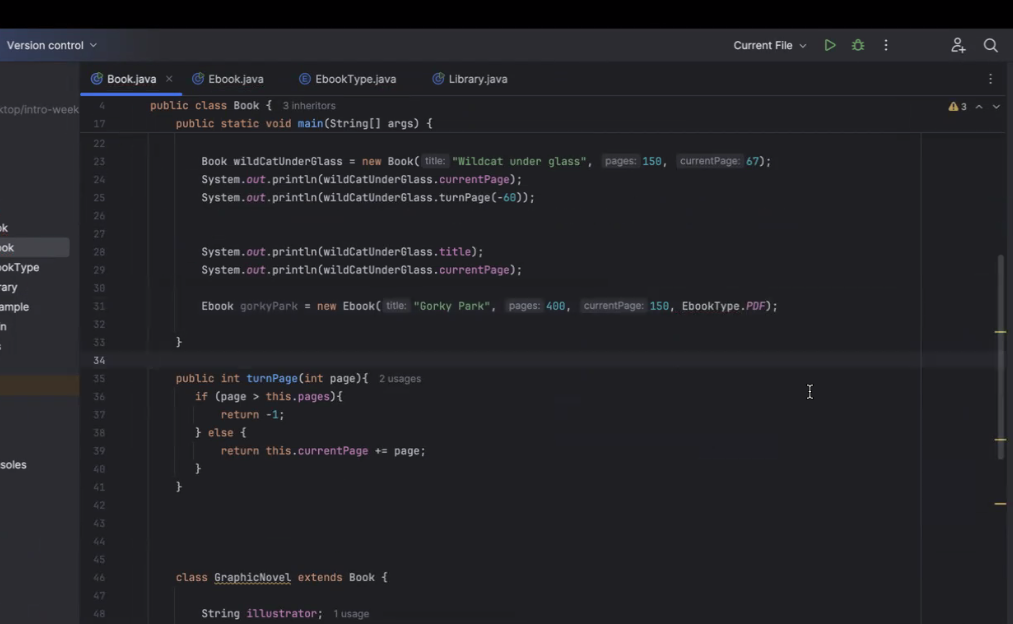 Version control
Current File
Book.java Ebook.java EbookType.java Library.java
ktop/intro-week
4 public class Book { 3 inheritors
3
17 public static void main(String[] args) {
22
23 Book wildCatUnderGlass = new Book( title: "Wildcat under glass", pages: 150, currentPage: 67);
24 System.out.println(wildCatUnderGlass.currentPage);
25 System.out.println(wildCatUnderGlass.turnPage(-60));
26
27
28 System.out.println(wildCatUnderGlass.title);
29 System.out.println(wildCatUnderGlass.currentPage);
30
31 Ebook gorkyPark = new Ebook( title: "Gorky Park", pages: 400, currentPage: 150, EbookType.PDF);
32
33 }
34
35 public int turnPage(int page){ 2 usages
36 if (page > this.pages){
37 return -1;
38 } else {
39 return this.currentPage += page;
40 }
41 }
42
43
44
45
46 class GraphicNovel extends Book {
47
48 String illustrator; 1 usage
ok
ook
ookType
rary
ample
n
s
soles